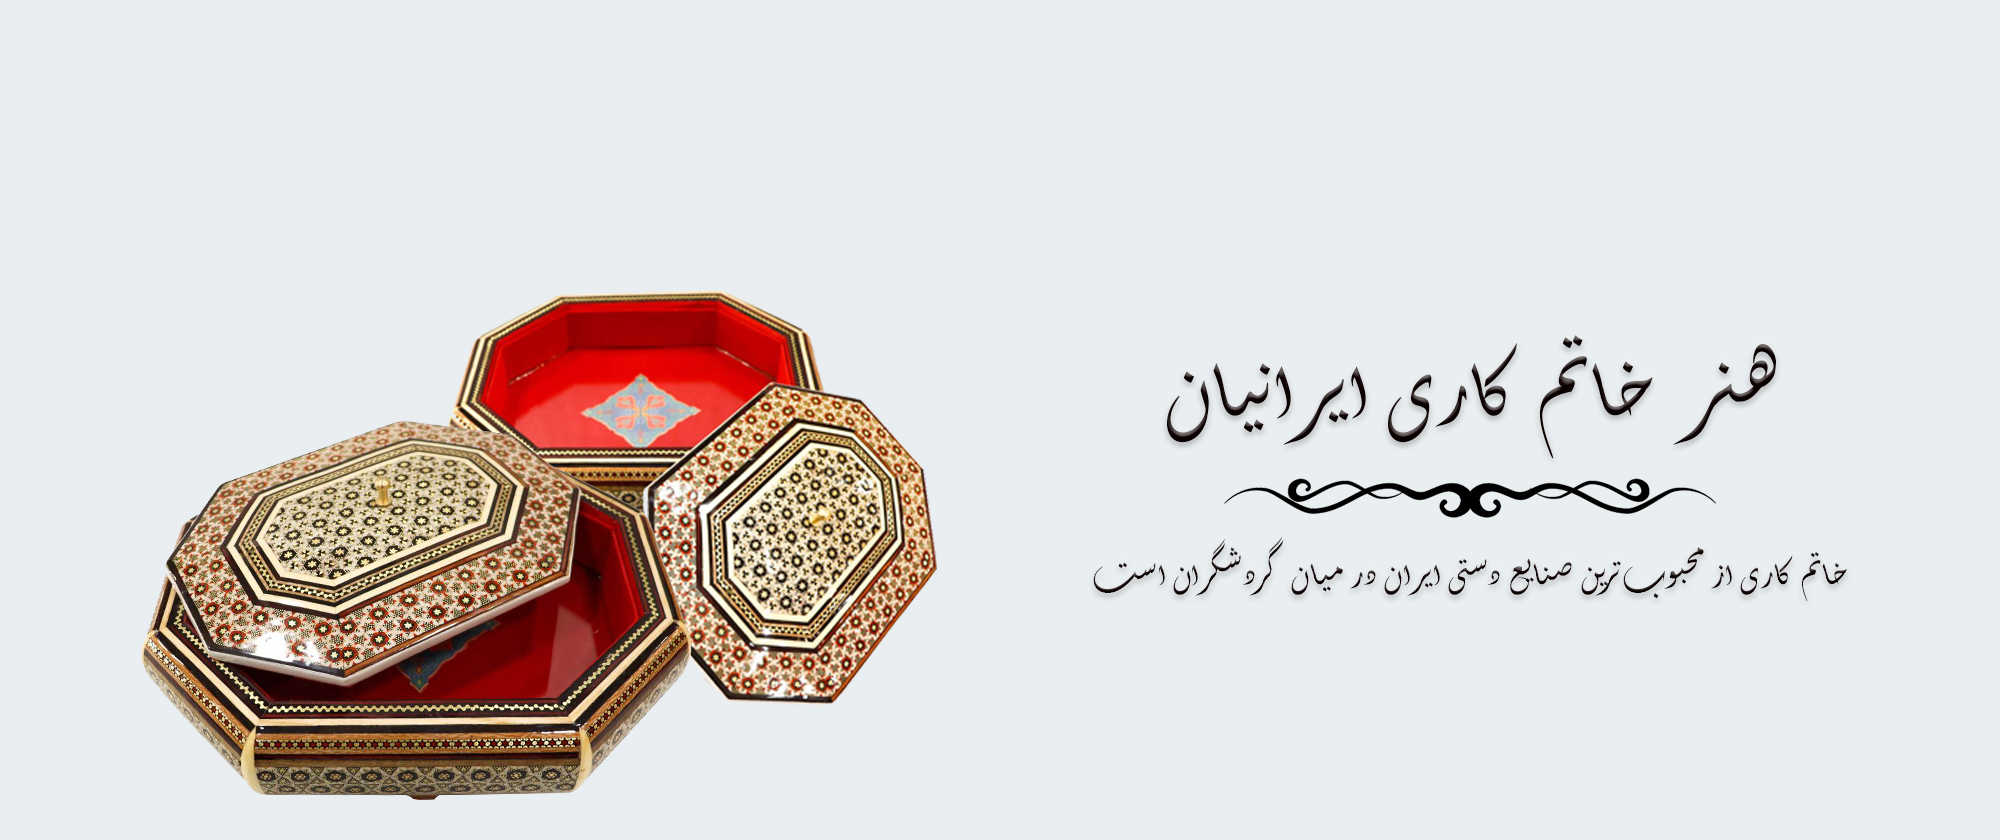 هنر خاتم کاری ایرانیان
خاتم کاری از محبوب‌ترین صنایع دستی ایران در میان گردشگران است